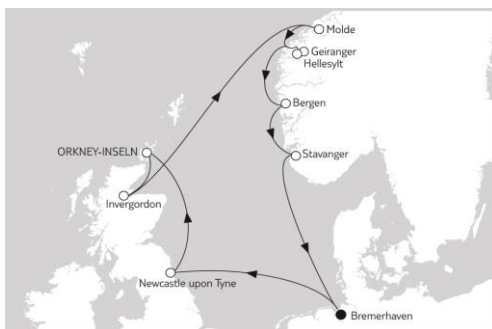 Molde
Geiranger
Hellesylt
Bergen
ORKNEY-INSELN
Stavanger
Invergordon
Newcastle upon Tyne
Bremerhaven